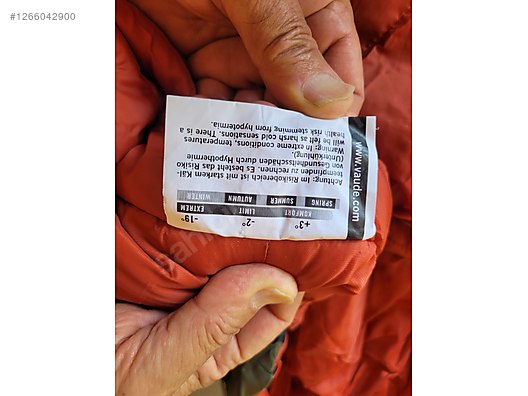 #1266042900
+3° -2° -19°
KOMFORT LIMIT EXTREM
SPRING SUMMER AUTUMN WINTER
Achtung: Im Risikobereich ist mit starkem Käl-
teempfinden zu rechnen. Es besteht das Risiko
von Gesundheitsschäden durch Hypothermie
(Unterkühlung).
Warning: In extreme conditions, temperatures
will be felt as harsh cold sensations. There is a
health risk stemming from hypotermia.
www.vaude.com